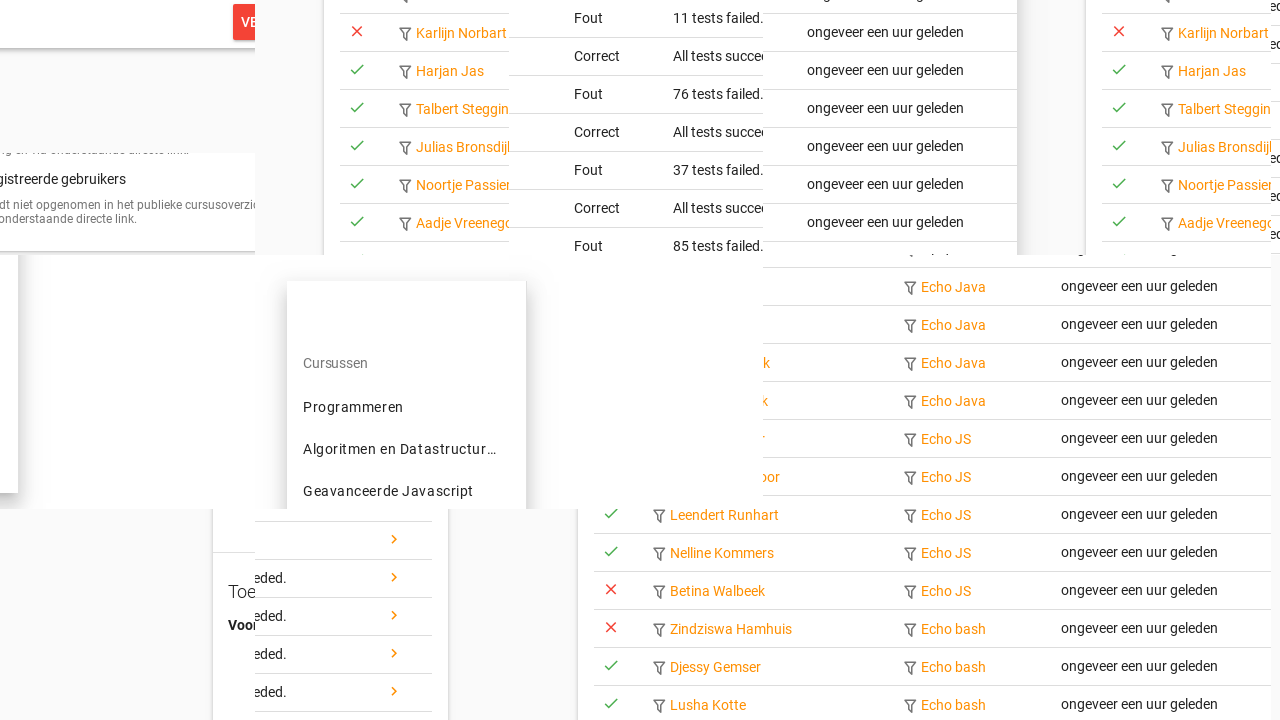 VE
gistreerde gebruikers
dt niet opgenomen in het publieke cursusoverzi
onderstaande directe link.
Karlijn Norbart
Harjan Jas
Talbert Steggin
Julias Bronsdijk
Noortje Passier
Aadje Vreenego
Fout 11 tests failed.
Correct All tests succee
Fout 76 tests failed.
Correct All tests succee
Fout 37 tests failed.
Correct All tests succee
Fout 85 tests failed.
ongeveer een uur geleden
ongeveer een uur geleden
ongeveer een uur geleden
ongeveer een uur geleden
ongeveer een uur geleden
ongeveer een uur geleden
Karlijn Norbart
Harjan Jas
Talbert Steggin
Julias Bronsdijk
Noortje Passier
Aadje Vreenego
Cursussen
Programmeren
Algoritmen en Datastructur…
Geavanceerde Javascript
Echo Java ongeveer een uur geleden
Echo Java ongeveer een uur geleden
k Echo Java ongeveer een uur geleden
k Echo Java ongeveer een uur geleden
Echo JS ongeveer een uur geleden
oor Echo JS ongeveer een uur geleden
Leendert Runhart Echo JS ongeveer een uur geleden
Nelline Kommers Echo JS ongeveer een uur geleden
Betina Walbeek Echo JS ongeveer een uur geleden
Zindziswa Hamhuis Echo bash ongeveer een uur geleden
Djessy Gemser Echo bash ongeveer een uur geleden
Lusha Kotte Echo bash ongeveer een uur geleden
Toe
Voor
eded.
eded.
eded.
eded.